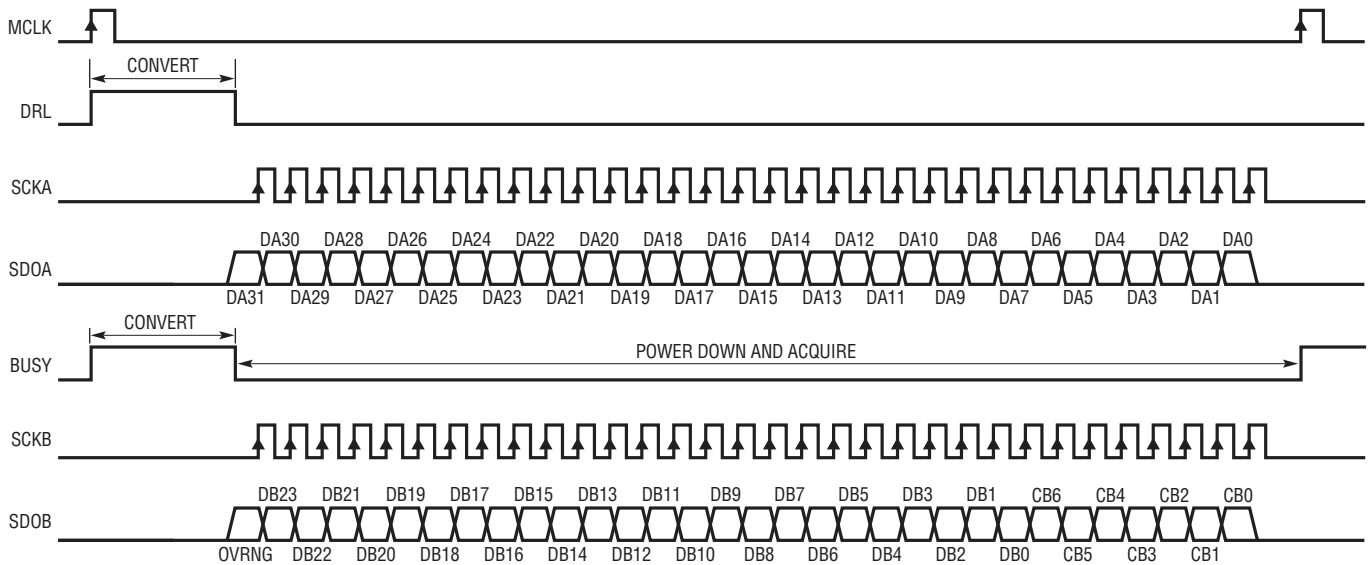 MCLK
CONVERT
DRL
SCKA
DA30 DA28 DA26 DA24 DA22 DA20 DA18 DA16 DA14 DA12 DA10 DA8 DA6 DA4 DA2 DA0
SDOA
DA31 DA29 DA27 DA25 DA23 DA21 DA19 DA17 DA15 DA13 DA11 DA9 DA7 DA5 DA3 DA1
CONVERT
POWER DOWN AND ACQUIRE
BUSY
SCKB
DB23 DB21 DB19 DB17 DB15 DB13 DB11 DB9 DB7 DB5 DB3 DB1 CB6 CB4 CB2 CB0
SDOB
OVRNG DB22 DB20 DB18 DB16 DB14 DB12 DB10 DB8 DB6 DB4 DB2 DB0 CB5 CB3 CB1